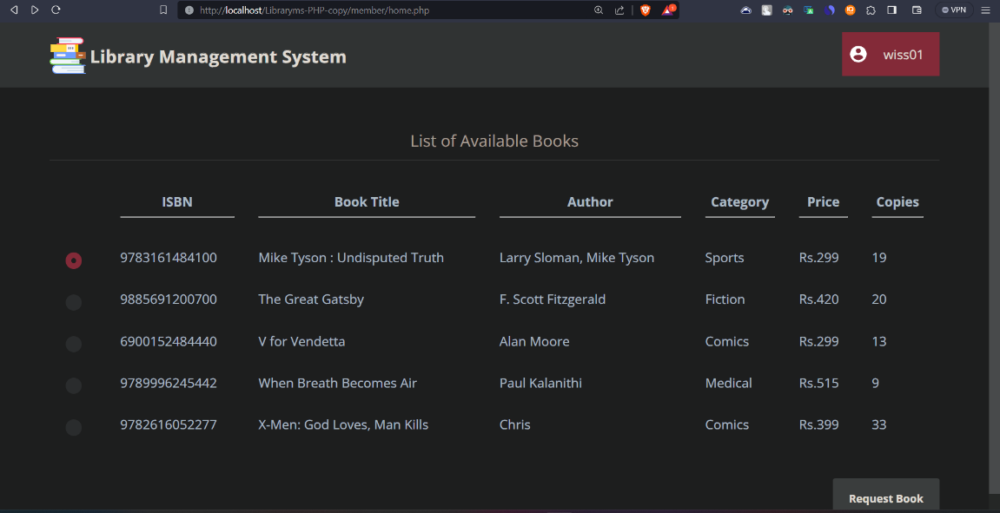 http://localhost/Libraryms-PHP-copy/member/home.php
VPN
Library Management System
wiss01
List of Available Books
ISBN Book Title Author Category Price Copies
9783161484100 Mike Tyson : Undisputed Truth Larry Sloman, Mike Tyson Sports Rs.299 19
9885691200700 The Great Gatsby F. Scott Fitzgerald Fiction Rs.420 20
6900152484440 V for Vendetta Alan Moore Comics Rs.299 13
9789996245442 When Breath Becomes Air Paul Kalanithi Medical Rs.515 9
9782616052277 X-Men: God Loves, Man Kills Chris Comics Rs.399 33
Request Book